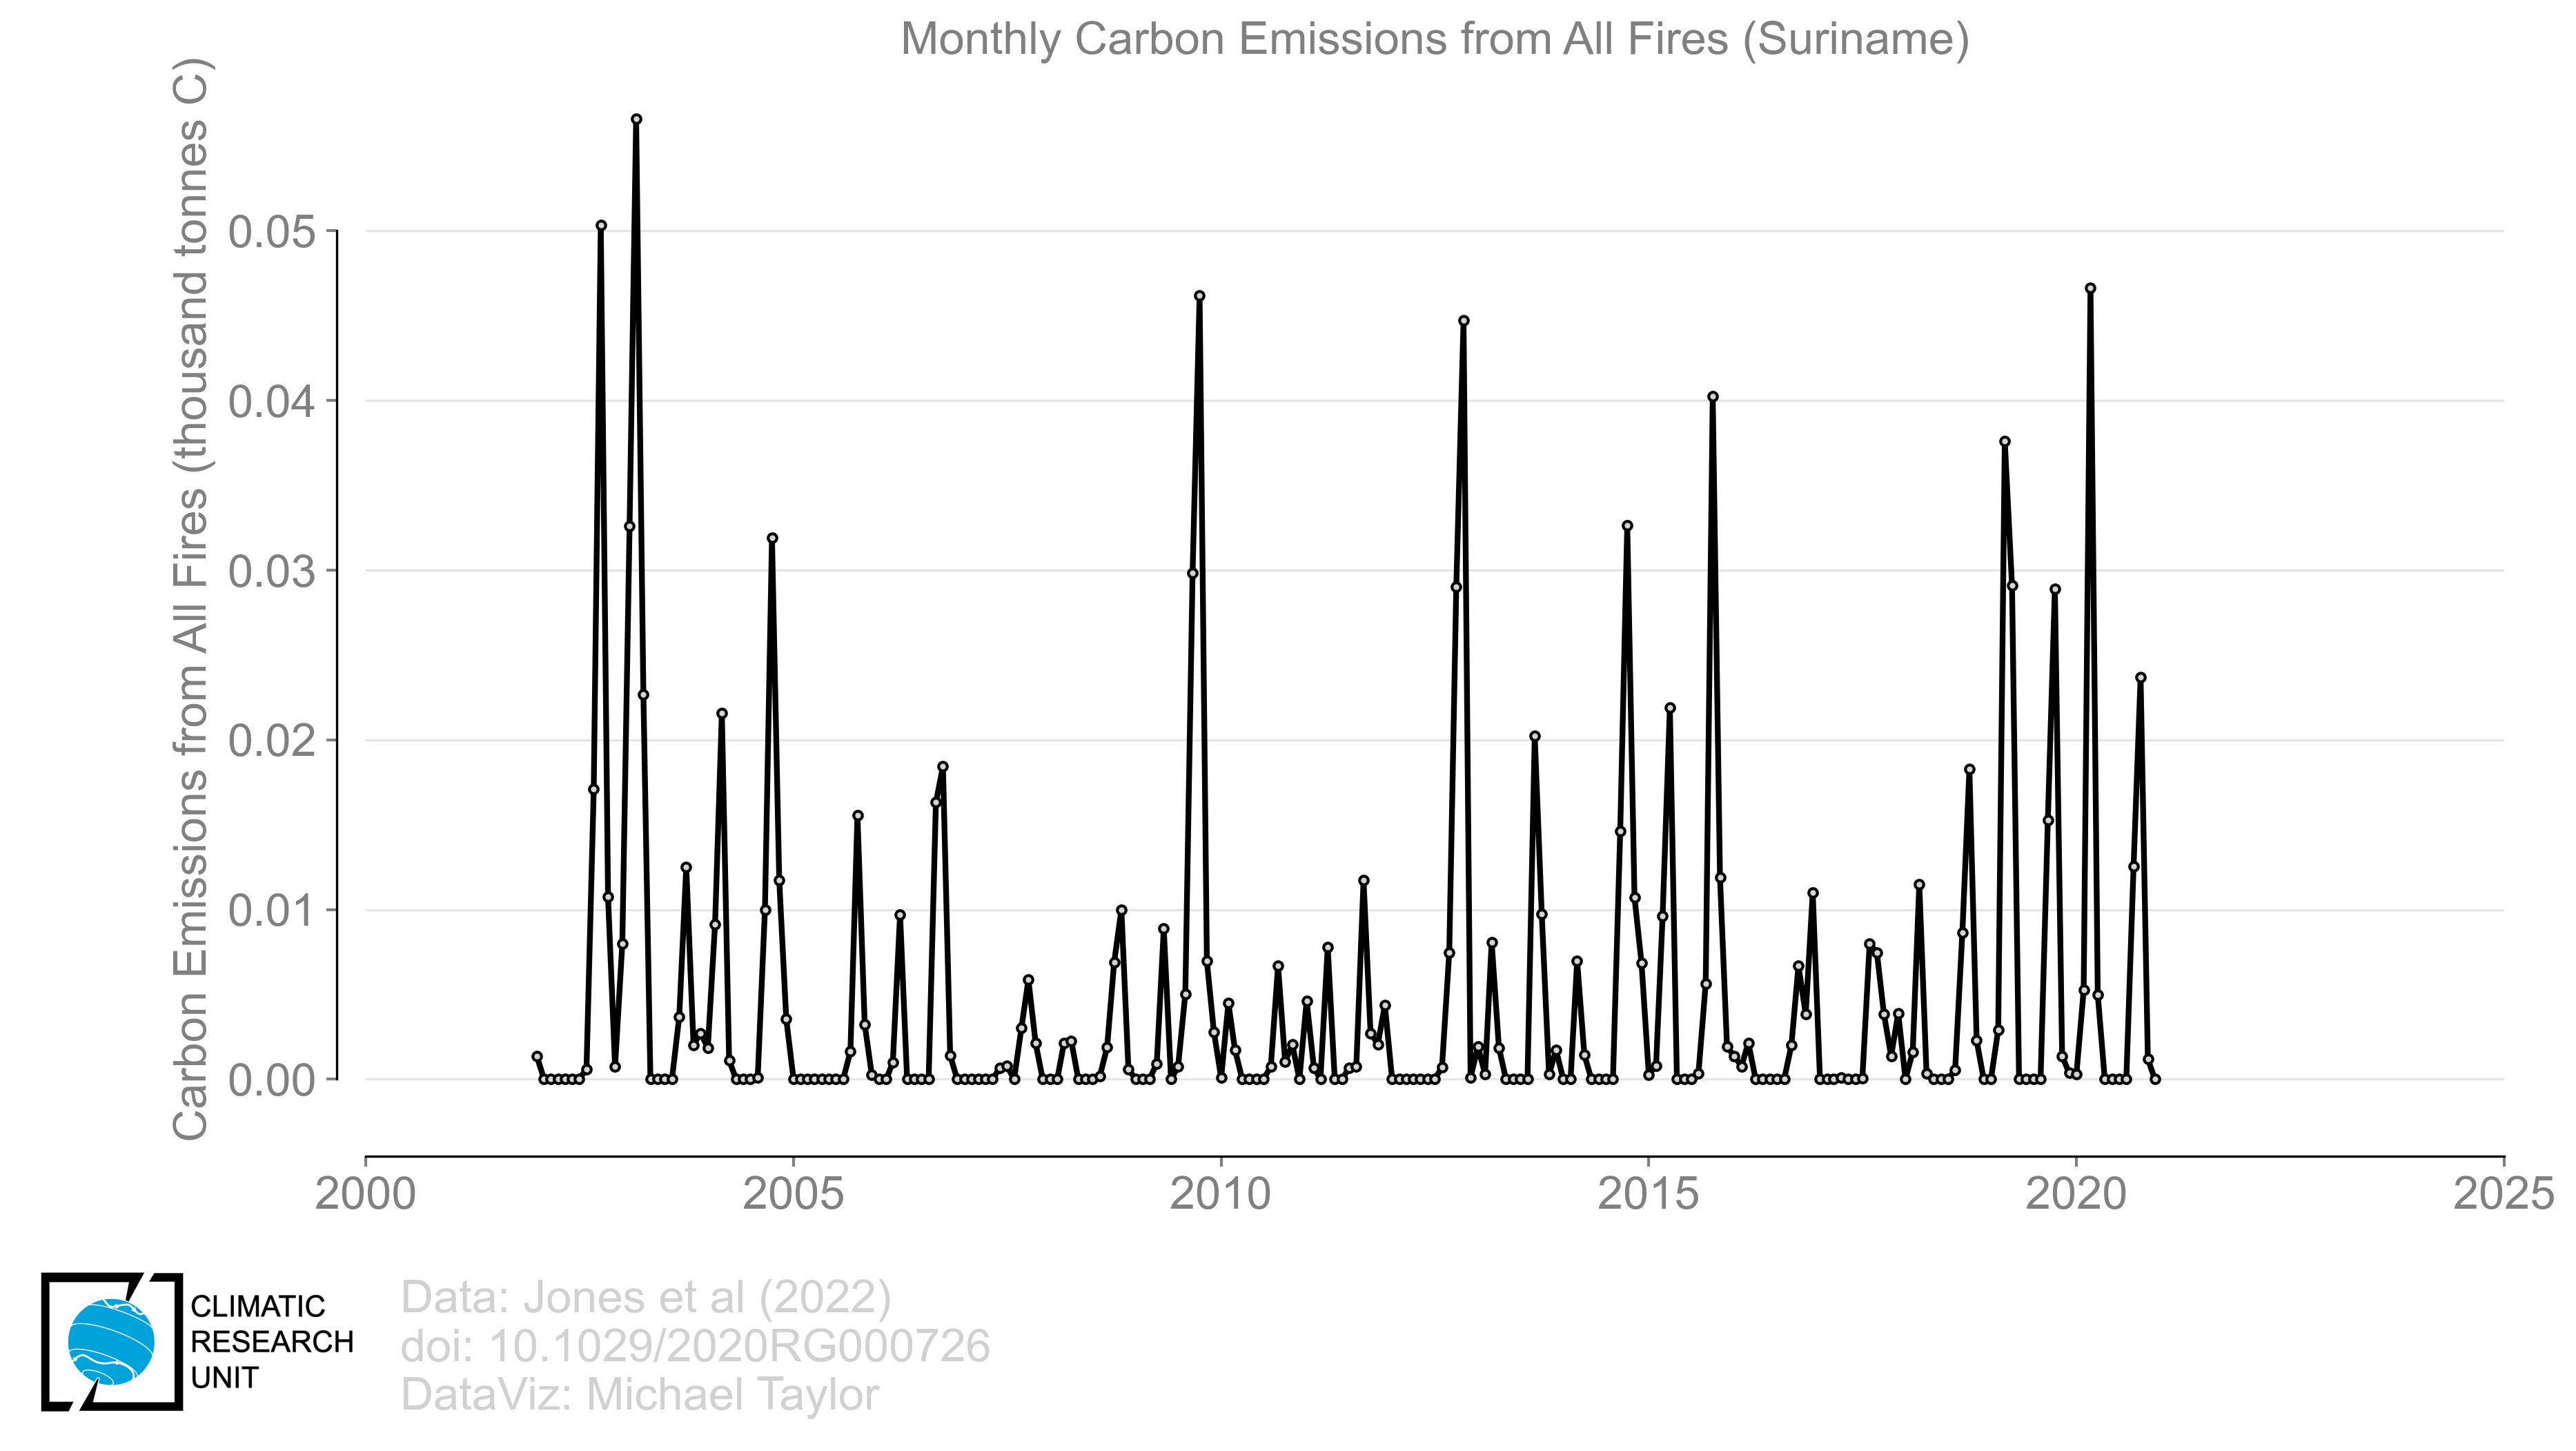 Monthly Carbon Emissions from All Fires (Suriname)
Carbon Emissions from All Fires (thousand tonnes C)
0.05
0.04
0.03
0.02
0.01
0.00
2000
2005
2010
2015
2020
2025
CLIMATIC
RESEARCH
UNIT
Data: Jones et al (2022)
doi: 10.1029/2020RG000726
DataViz: Michael Taylor